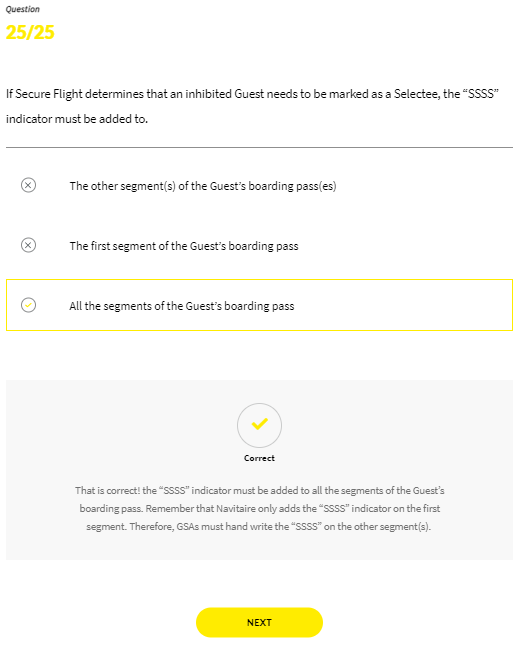 Question
25/25
If Secure Flight determines that an inhibited Guest needs to be marked as a Selectee, the “SSSS”
indicator must be added to.
The other segment(s) of the Guest’s boarding pass(es)
The first segment of the Guest’s boarding pass
All the segments of the Guest’s boarding pass
Correct
That is correct! the “SSSS” indicator must be added to all the segments of the Guest’s
boarding pass. Remember that Navitaire only adds the “SSSS” indicator on the first
segment. Therefore, GSAs must hand write the “SSSS” on the other segment(s).
NEXT